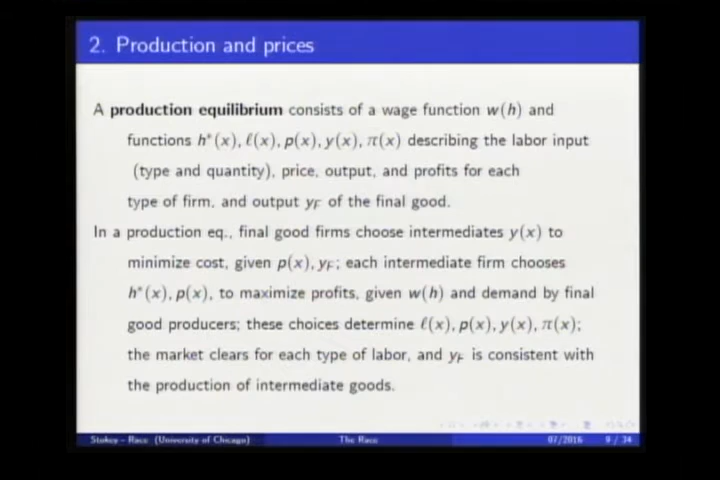 2. Production and prices
A production equilibrium consists of a wage function w(h) and
functions h*(x), ℓ(x), p(x), y(x), π(x) describing the labor input
(type and quantity), price, output, and profits for each
type of firm, and output y_F of the final good.
In a production eq., final good firms choose intermediates y(x) to
minimize cost, given p(x), y_F; each intermediate firm chooses
h*(x), p(x), to maximize profits, given w(h) and demand by final
good producers; these choices determine ℓ(x), p(x), y(x), π(x);
the market clears for each type of labor, and y_F is consistent with
the production of intermediate goods.
Stokey - Race (University of Chicago) The Race 07/2016 9 / 34